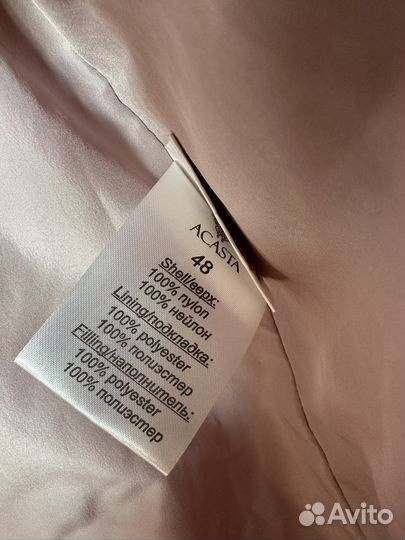 ACASTA
48
Shell/верх:
100% nylon
100% нейлон
Lining/подкладка:
100% polyester
100% полиэстер
Filling/наполнитель:
100% polyester
100% полиэстер
Avito